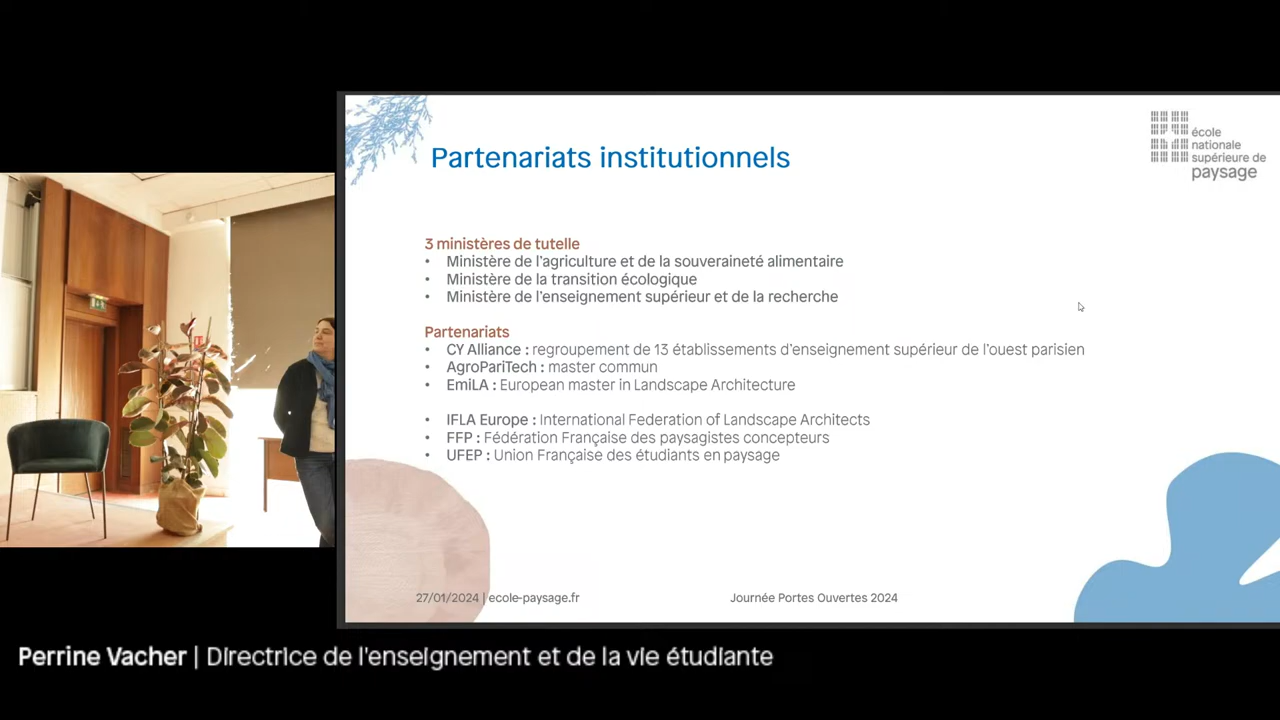 Partenariats institutionnels
école
nationale
supérieure de
paysage
3 ministères de tutelle
• Ministère de l'agriculture et de la souveraineté alimentaire
• Ministère de la transition écologique
• Ministère de l'enseignement supérieur et de la recherche
Partenariats
• CY Alliance : regroupement de 13 établissements d'enseignement supérieur de l'ouest parisien
• AgroPariTech : master commun
• EmiLA : European master in Landscape Architecture
• IFLA Europe : International Federation of Landscape Architects
• FFP : Fédération Française des paysagistes concepteurs
• UFEP : Union Française des étudiants en paysage
27/01/2024 | ecole-paysage.fr
Journée Portes Ouvertes 2024
Perrine Vacher | Directrice de l'enseignement et de la vie étudiante